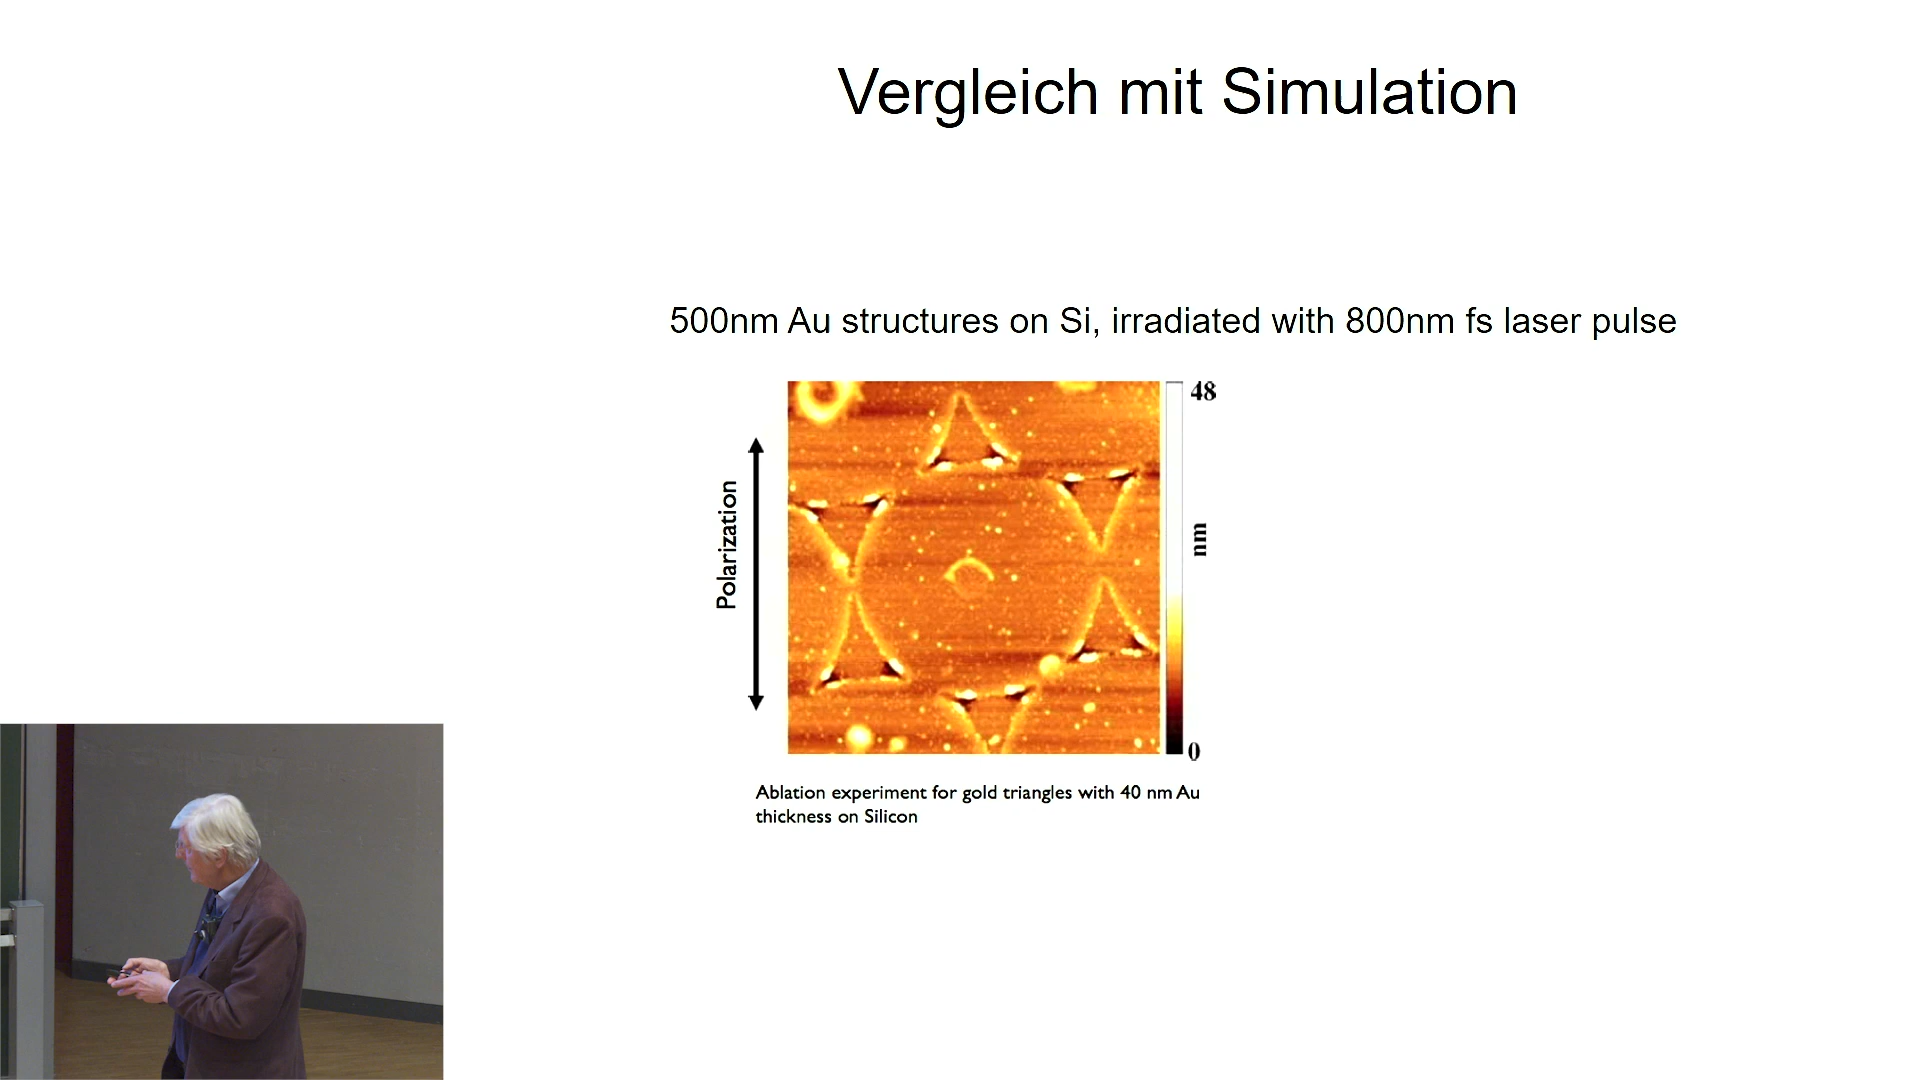 Vergleich mit Simulation
500nm Au structures on Si, irradiated with 800nm fs laser pulse
48
Polarization
nm
0
Ablation experiment for gold triangles with 40 nm Au
thickness on Silicon